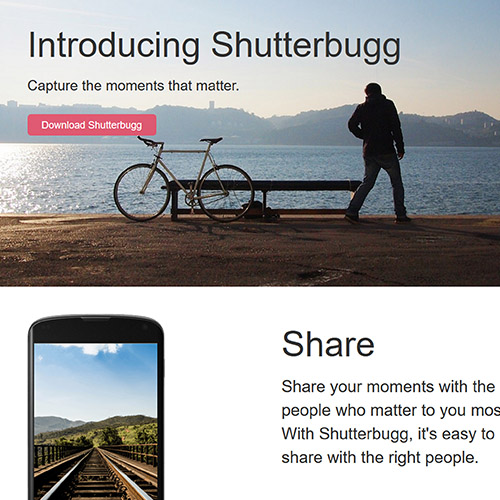 Introducing Shutterbugg
Capture the moments that matter.
Download Shutterbugg
Share
Share your moments with the
people who matter to you mos
With Shutterbugg, it's easy to
share with the right people.